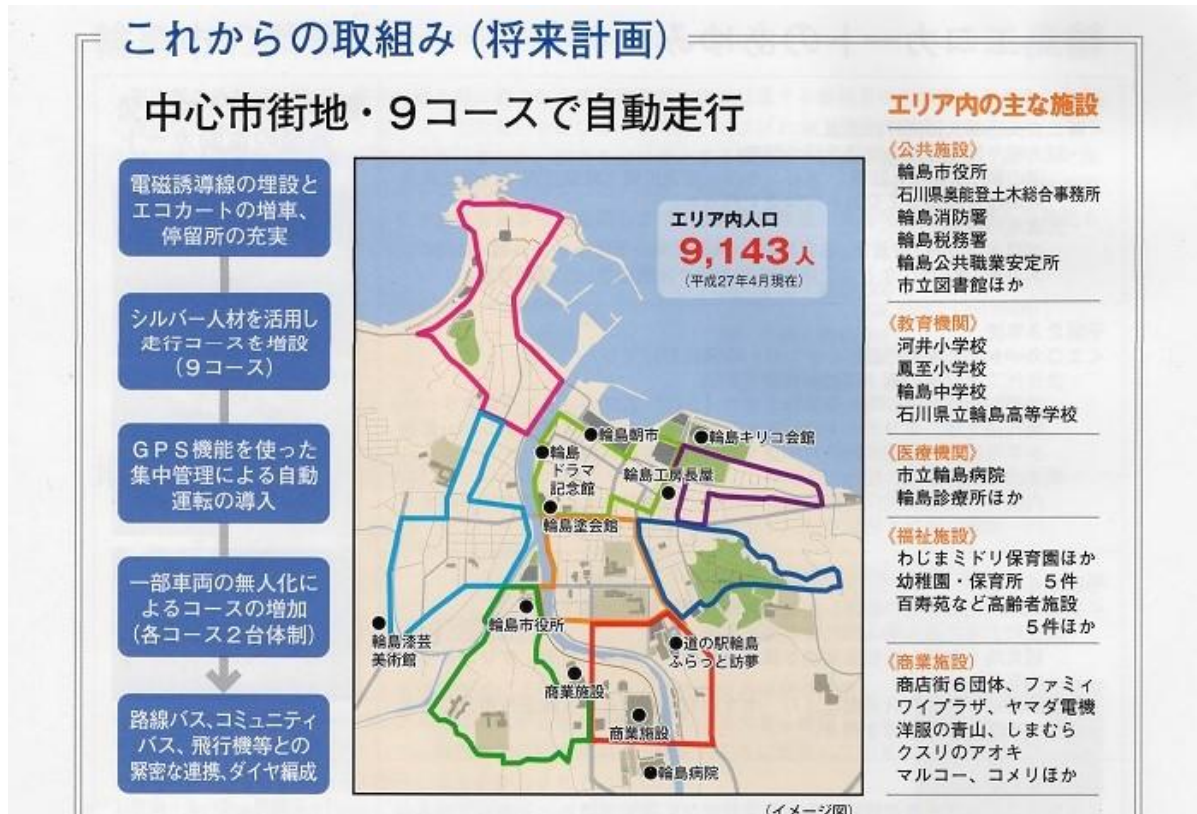 これからの取組み(将来計画)
中心市街地・9コースで自動走行
電磁誘導線の埋設と
エコカートの増車、
停留所の充実
シルバー人材を活用し
走行コースを増設
(9コース)
GPS機能を使った
集中管理による自動
運転の導入
一部車両の無人化に
よるコースの増加
(各コース2台体制)
路線バス、コミュニティ
バス、飛行機等との
緊密な連携、ダイヤ編成
エリア内人口
9,143人
(平成27年4月現在)
輪島朝市
輪島キリコ会館
輪島
ドラマ
記念館
輪島工房長屋
輪島塗会館
輪島市役所
輪島漆芸
美術館
道の駅輪島
ふらっと訪夢
商業施設
商業施設
輪島病院
(イメージ図)
エリア内の主な施設
《公共施設》
輪島市役所
石川県奥能登土木総合事務所
輪島消防署
輪島税務署
輪島公共職業安定所
市立図書館ほか
《教育機関》
河井小学校
鳳至小学校
輪島中学校
石川県立輪島高等学校
《医療機関》
市立輪島病院
輪島診療所ほか
《福祉施設》
わじまミドリ保育園ほか
幼稚園・保育所 5件
百寿苑など高齢者施設
5件ほか
《商業施設》
商店街6団体、ファミィ
ワイプラザ、ヤマダ電機
洋服の青山、しまむら
クスリのアオキ
マルコー、コメリほか